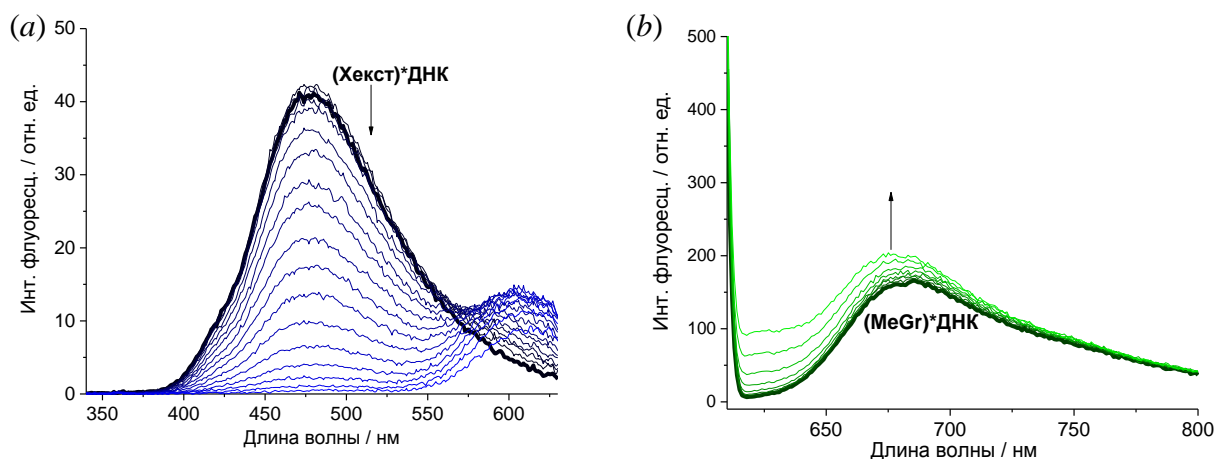 (a)
Инт. флуоресц. / отн. ед.
50
40
30
20
10
0
(Хекст)*ДНК
350 400 450 500 550 600
Длина волны / нм
(b)
Инт. флуоресц. / отн. ед.
500
400
300
200
100
0
(MeGr)*ДНК
650 700 750 800
Длина волны / нм